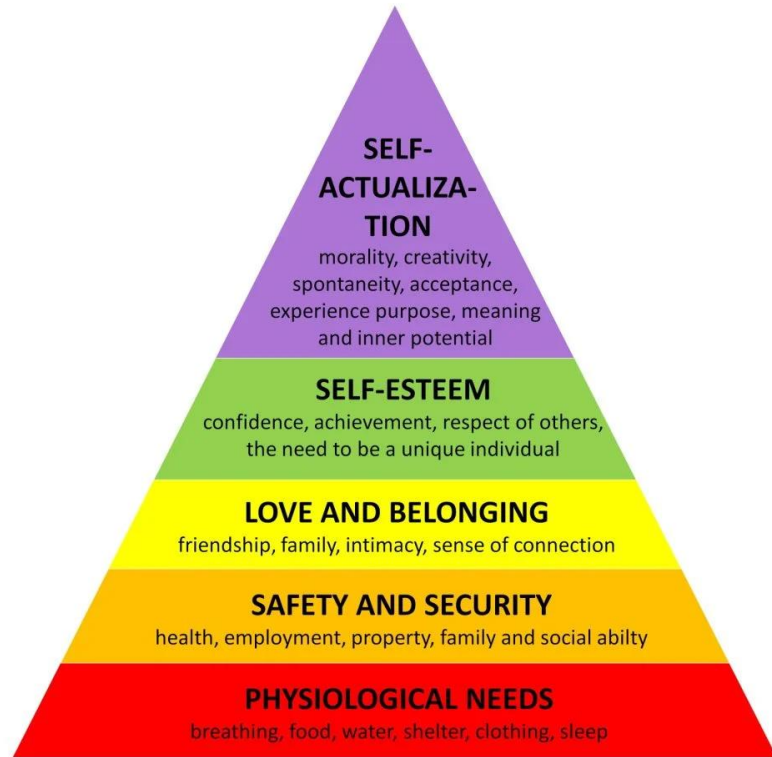 SELF-
ACTUALIZA-
TION
morality, creativity,
spontaneity, acceptance,
experience purpose, meaning
and inner potential
SELF-ESTEEM
confidence, achievement, respect of others,
the need to be a unique individual
LOVE AND BELONGING
friendship, family, intimacy, sense of connection
SAFETY AND SECURITY
health, employment, property, family and social abilty
PHYSIOLOGICAL NEEDS
breathing, food, water, shelter, clothing, sleep